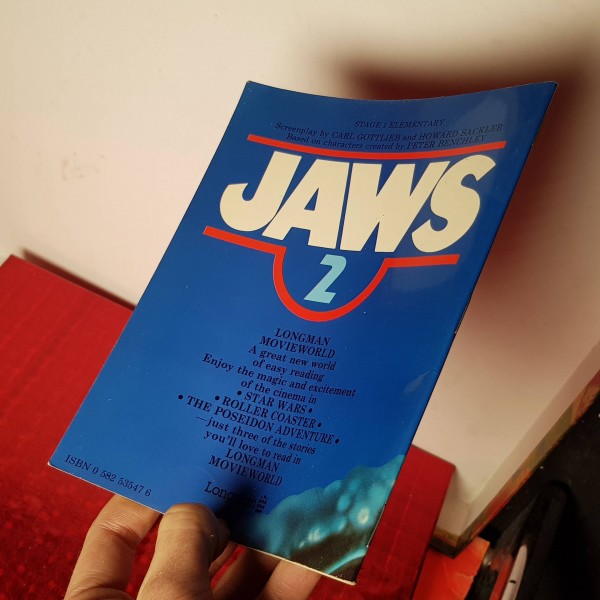 STAGE 1 ELEMENTARY
Screenplay by CARL GOTTLIEB and HOWARD SACKLER
Based on characters created by PETER BENCHLEY
JAWS
2
LONGMAN
MOVIEWORLD
A great new world
of easy reading
Enjoy the magic and excitement
of the cinema in
• STAR WARS •
• ROLLER COASTER •
• THE POSEIDON ADVENTURE •
—just three of the stories
you'll love to read in
LONGMAN
MOVIEWORLD
ISBN 0 582 53547 6